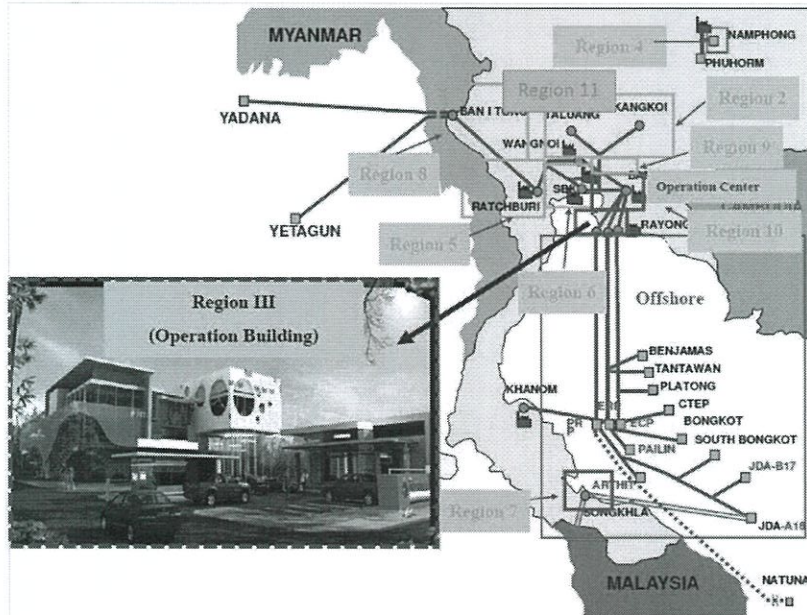 MYANMAR
NAMPHONG
Region 4
PHUHORM
Region 11
KANGKOI
Region 2
YADANA
BAN I TONG
TALUANG
WANGNOI
Region 9
Region 8
Operation Center
RATCHBURI
RAYONG
YETAGUN
Region 5
Region 10
Region 6
Offshore
Region III
(Operation Building)
BENJAMAS
TANTAWAN
PLATONG
KHANOM
CTEP
BONGKOT
ECP
SOUTH BONGKOT
PAILIN
JDA-B17
ARTHIT
Region 7
SONGKHLA
JDA-A18
MALAYSIA
NATUNA